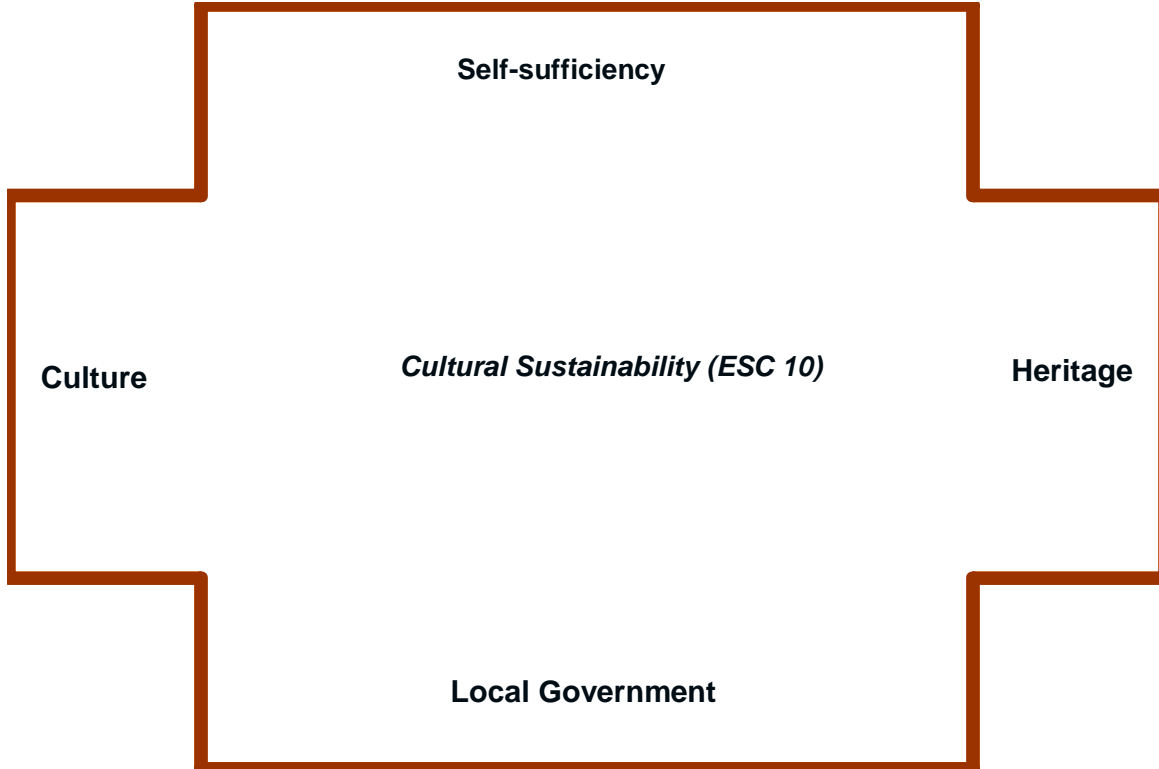 Self-sufficiency
Culture
Cultural Sustainability (ESC 10)
Heritage
Local Government